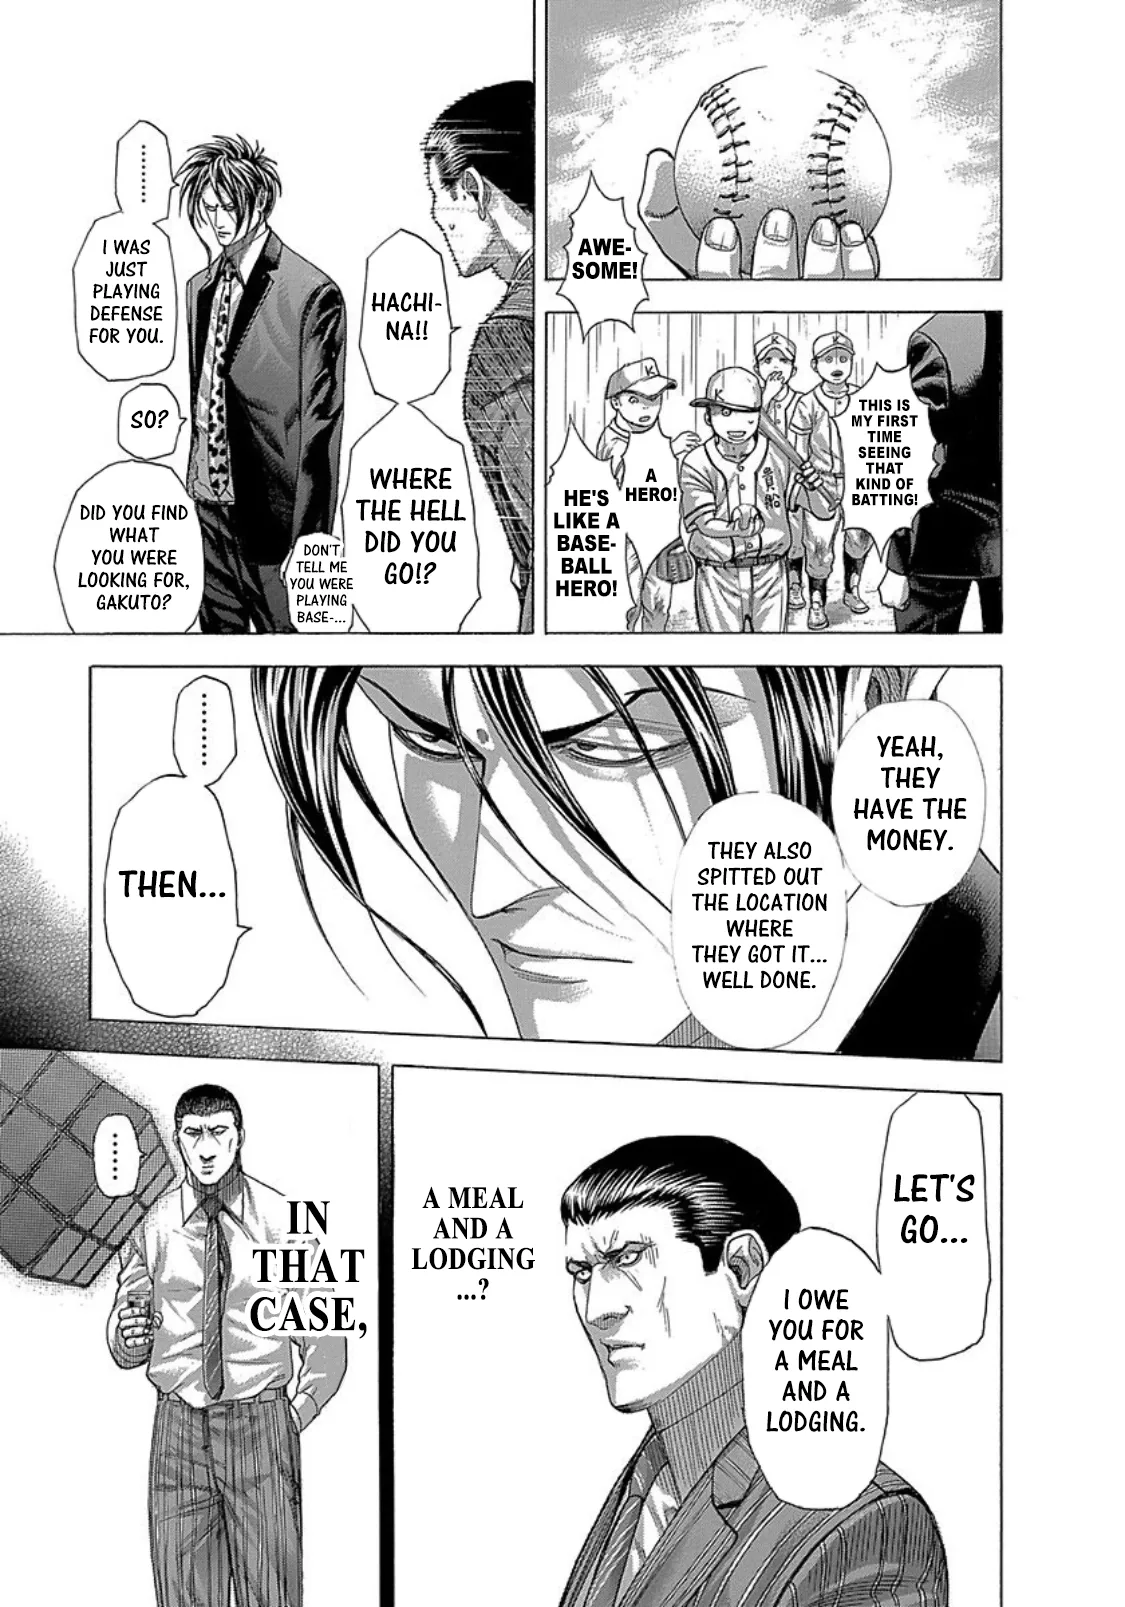 AWE-
SOME!
THIS IS
MY FIRST
TIME
SEEING
THAT
KIND OF
BATTING!
A
HERO!
HE'S
LIKE A
BASE-
BALL
HERO!
K
K
K
K
貴船
HACHI-
NA!!
WHERE
THE HELL
DID YOU
GO!?
DON'T
TELL ME
YOU WERE
PLAYING
BASE-...
........
I WAS
JUST
PLAYING
DEFENSE
FOR YOU.
SO?
DID YOU FIND
WHAT
YOU WERE
LOOKING FOR,
GAKUTO?
YEAH,
THEY
HAVE THE
MONEY.
THEY ALSO
SPITTED OUT
THE LOCATION
WHERE
THEY GOT IT...
WELL DONE.
........
THEN...
LET'S
GO...
I OWE
YOU FOR
A MEAL
AND A
LODGING.
A MEAL
AND A
LODGING
...?
IN
THAT
CASE,
......